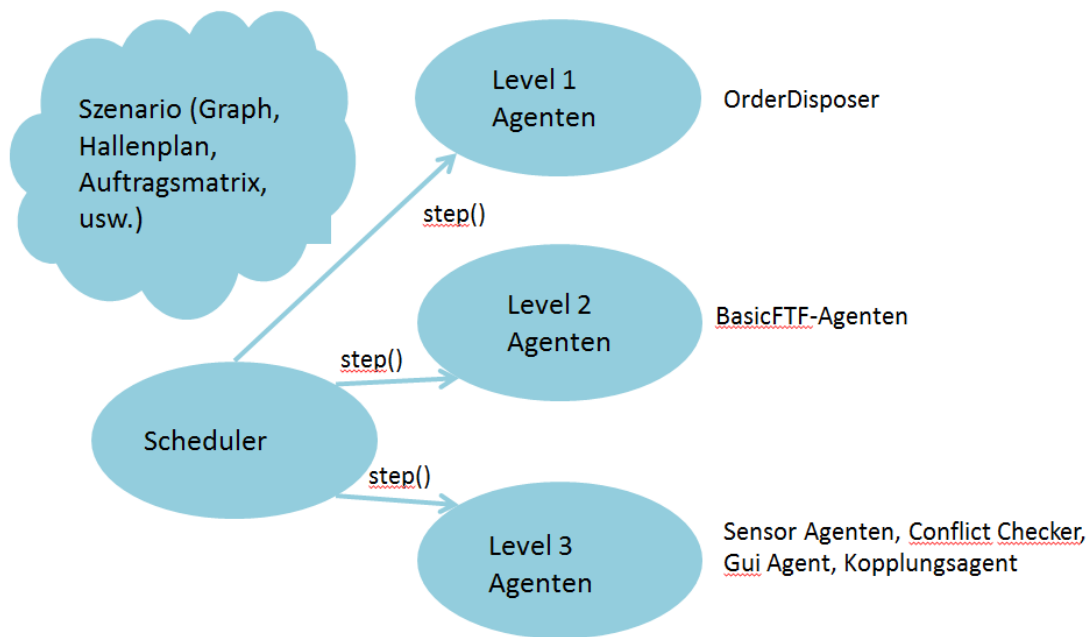 Szenario (Graph,
Hallenplan,
Auftragsmatrix,
usw.)
Level 1
Agenten
OrderDisposer
step()
Level 2
Agenten
BasicFTF-Agenten
step()
Scheduler
step()
Level 3
Agenten
Sensor Agenten, Conflict Checker,
Gui Agent, Kopplungsagent